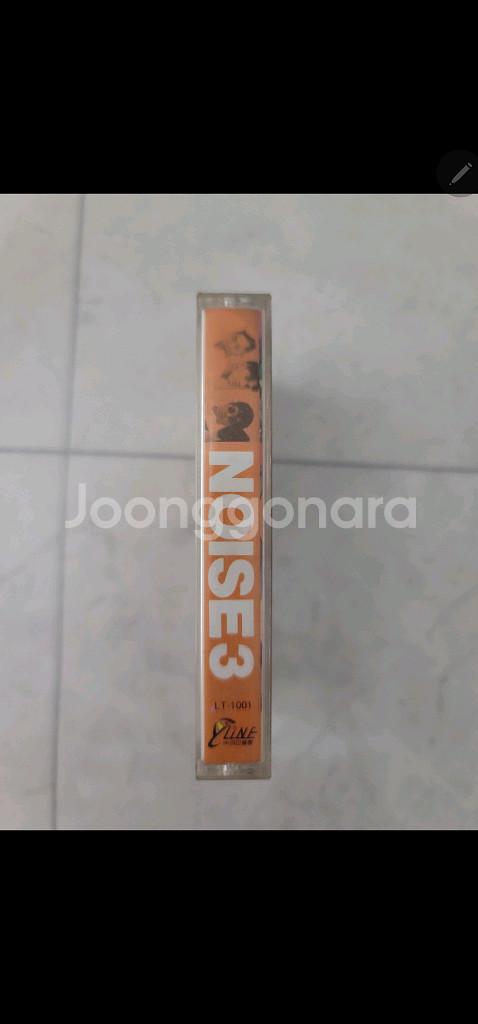 NOISE3
Joonggonara
LT-1001
LINE